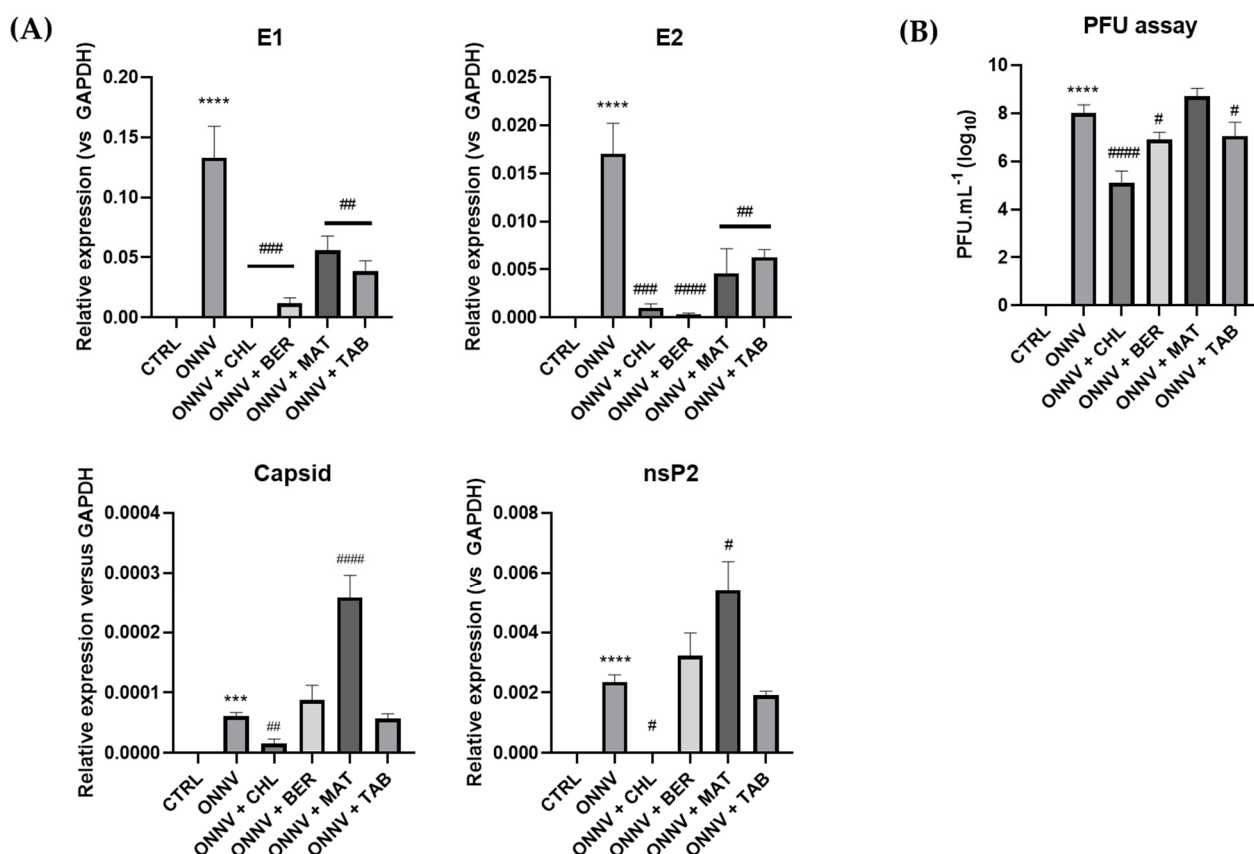 (A)
E1
Relative expression (vs GAPDH)
0.20
0.15
0.10
0.05
0.00
****
###
##
CTRL
ONNV
ONNV + CHL
ONNV + BER
ONNV + MAT
ONNV + TAB
E2
Relative expression (vs GAPDH)
0.025
0.020
0.015
0.010
0.005
0.000
****
###
####
##
CTRL
ONNV
ONNV + CHL
ONNV + BER
ONNV + MAT
ONNV + TAB
(B)
PFU assay
PFU.mL⁻¹ (log₁₀)
10
8
6
4
2
0
****
####
#
#
CTRL
ONNV
ONNV + CHL
ONNV + BER
ONNV + MAT
ONNV + TAB
Capsid
Relative expression versus GAPDH
0.0004
0.0003
0.0002
0.0001
0.0000
***
##
####
CTRL
ONNV
ONNV + CHL
ONNV + BER
ONNV + MAT
ONNV + TAB
nsP2
Relative expression (vs GAPDH)
0.008
0.006
0.004
0.002
0.000
****
#
#
CTRL
ONNV
ONNV + CHL
ONNV + BER
ONNV + MAT
ONNV + TAB